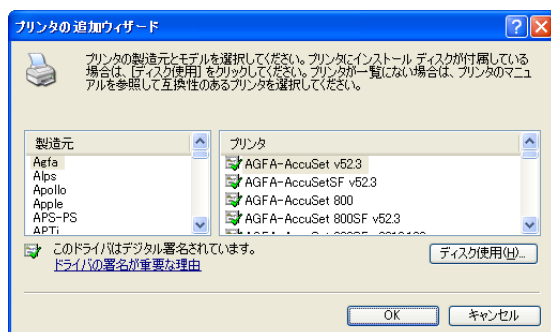 プリンタの追加ウィザード
プリンタの製造元とモデルを選択してください。プリンタにインストール ディスクが付属している
場合は、[ディスク使用] をクリックしてください。プリンタが一覧にない場合は、プリンタのマニュ
アルを参照して互換性のあるプリンタを選択してください。
製造元
Agfa
Alps
Apollo
Apple
APS-PS
APTi
プリンタ
AGFA-AccuSet v52.3
AGFA-AccuSetSF v52.3
AGFA-AccuSet 800
AGFA-AccuSet 800SF v52.3
このドライバはデジタル署名されています。
ドライバの署名が重要な理由
ディスク使用(H)...
OK
キャンセル